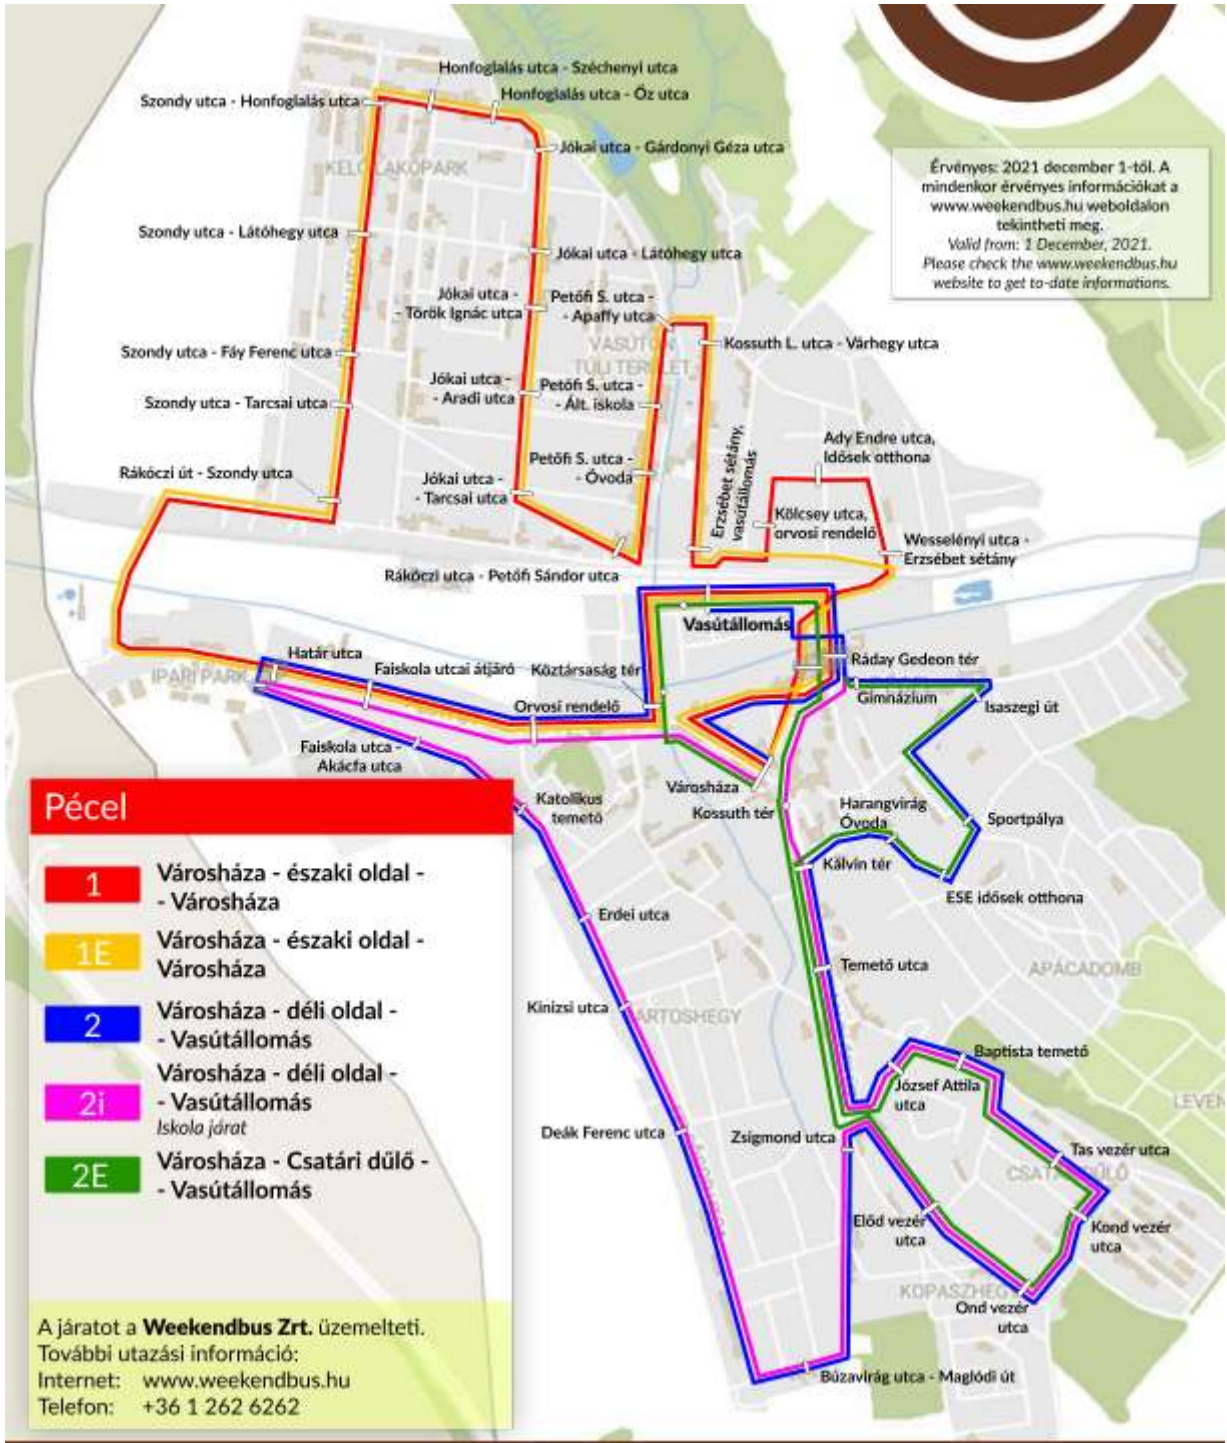 Honfoglalás utca - Széchenyi utca
Szondy utca - Honfoglalás utca
Honfoglalás utca - Őz utca
Jókai utca - Gárdonyi Géza utca
KELŐ LAKÓPARK
Érvényes: 2021 december 1-től. A
mindenkor érvényes információkat a
www.weekendbus.hu weboldalon
tekintheti meg.
Valid from: 1 December, 2021.
Please check the www.weekendbus.hu
website to get to-date informations.
Szondy utca - Látóhegy utca
Jókai utca - Látóhegy utca
Jókai utca -
- Török Ignác utca
Petőfi S. utca -
- Apaffy utca
VASÚTON
TÚLI TERÜLET
Kossuth L. utca - Várhegy utca
Szondy utca - Fáy Ferenc utca
Jókai utca -
- Aradi utca
Petőfi S. utca -
- Ált. iskola
Szondy utca - Tarcsai utca
Ady Endre utca,
Idősek otthona
Erzsébet sétány,
vasútállomás
Rákóczi út - Szondy utca
Petőfi S. utca -
- Óvoda
Jókai utca -
- Tarcsai utca
Kölcsey utca,
orvosi rendelő
Wesselényi utca -
Erzsébet sétány
Rákóczi utca - Petőfi Sándor utca
Vasútállomás
Határ utca
Faiskola utcai átjáró
Köztársaság tér
Ráday Gedeon tér
IPARI PARK
Gimnázium
Isaszegi út
Orvosi rendelő
Faiskola utca -
Akácfa utca
Városháza
Kossuth tér
Katolikus
temető
Harangvirág
Óvoda
Sportpálya
Kálvin tér
ESE idősek otthona
Pécel
1 Városháza - északi oldal -
- Városháza
1E Városháza - északi oldal -
Városháza
2 Városháza - déli oldal -
- Vasútállomás
2i Városháza - déli oldal -
- Vasútállomás
Iskola járat
2E Városháza - Csatári dűlő -
- Vasútállomás
Erdei utca
Temető utca
APÁCADOMB
Kinizsi utca
ARTOSHEGY
Baptista temető
József Attila
utca
LEVEN
Deák Ferenc utca
Zsigmond utca
Tas vezér utca
Előd vezér
utca
Kond vezér
utca
KOPASZHEGY
Ond vezér
utca
Búzavirág utca - Maglódi út
A járatot a Weekendbus Zrt. üzemelteti.
További utazási információ:
Internet: www.weekendbus.hu
Telefon: +36 1 262 6262